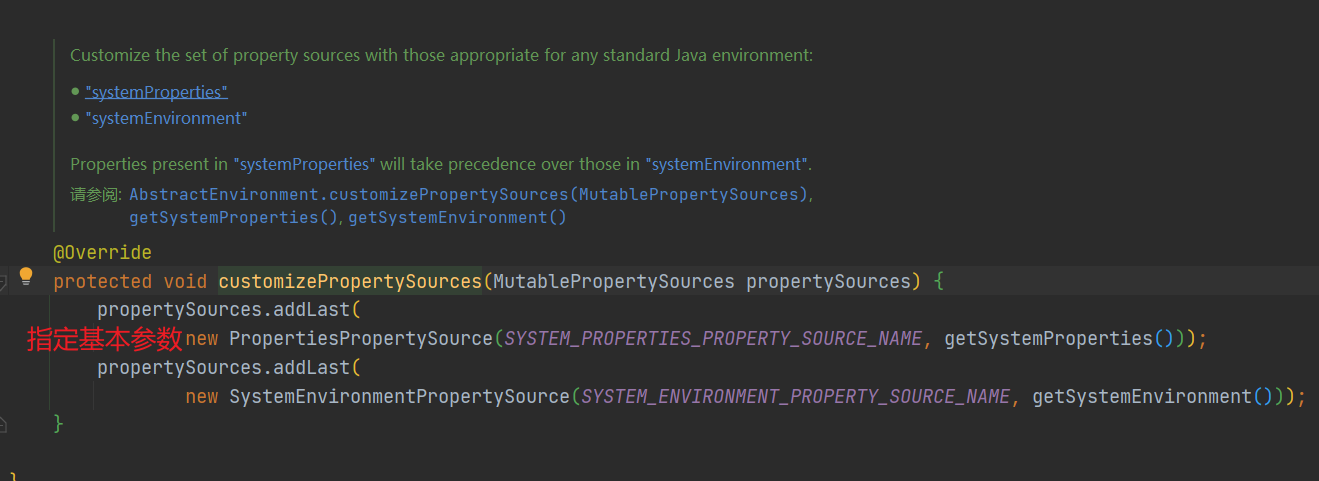 Customize the set of property sources with those appropriate for any standard Java environment:
• "systemProperties"
• "systemEnvironment"
Properties present in "systemProperties" will take precedence over those in "systemEnvironment".
请参阅: AbstractEnvironment.customizePropertySources(MutablePropertySources),
getSystemProperties(), getSystemEnvironment()
@Override
protected void customizePropertySources(MutablePropertySources propertySources) {
propertySources.addLast(
指定基本参数 new PropertiesPropertySource(SYSTEM_PROPERTIES_PROPERTY_SOURCE_NAME, getSystemProperties()));
propertySources.addLast(
new SystemEnvironmentPropertySource(SYSTEM_ENVIRONMENT_PROPERTY_SOURCE_NAME, getSystemEnvironment()));
}
}